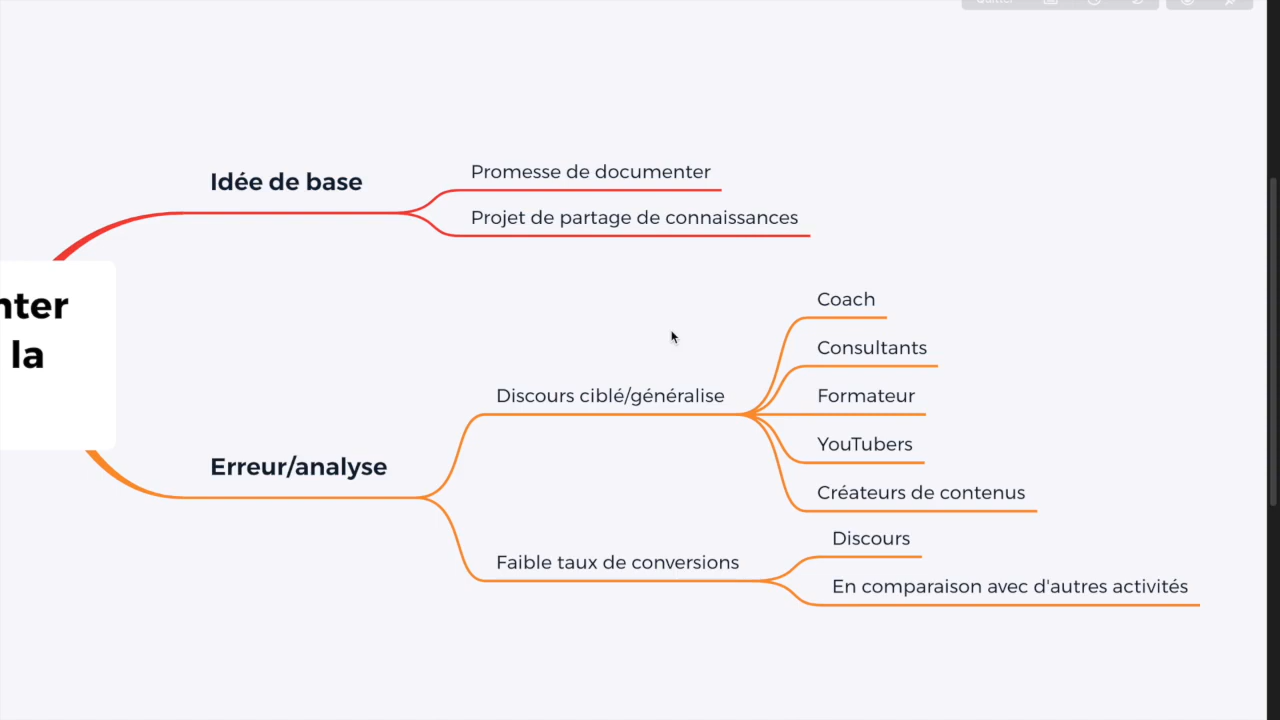 Idée de base
Promesse de documenter
Projet de partage de connaissances
la
Erreur/analyse
Discours ciblé/généralise
Coach
Consultants
Formateur
YouTubers
Créateurs de contenus
Faible taux de conversions
Discours
En comparaison avec d'autres activités